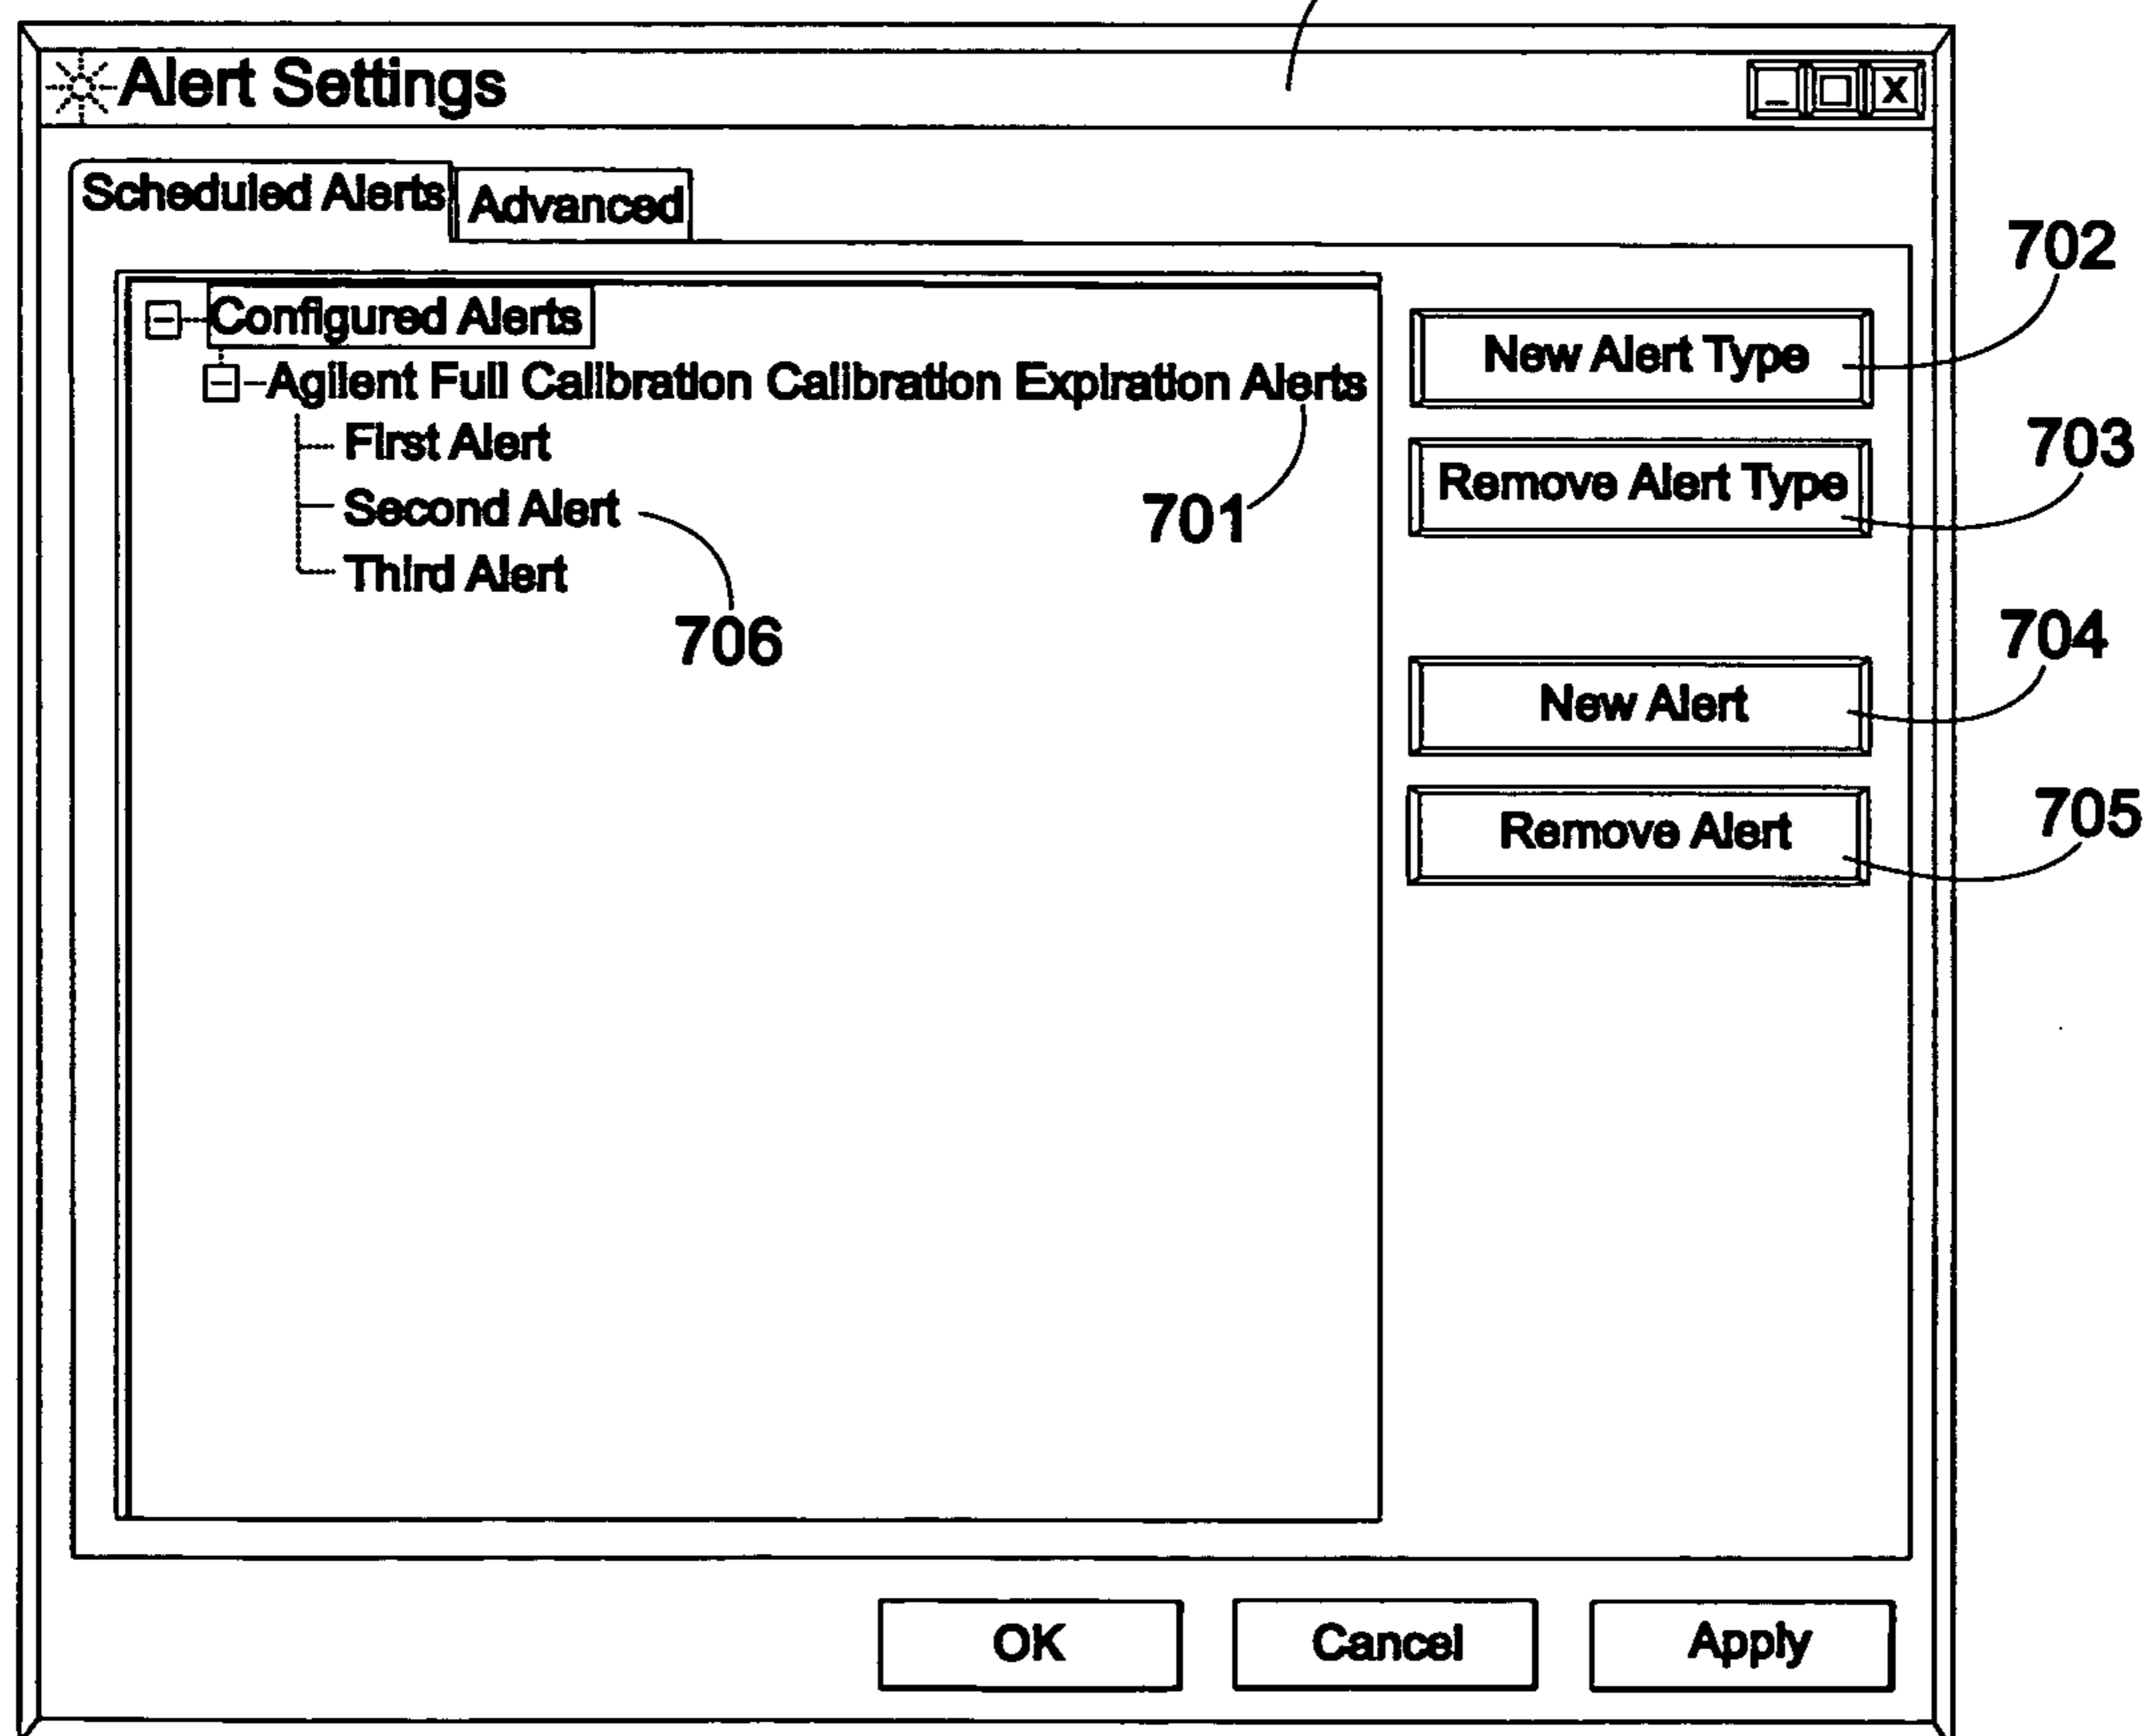 Alert Settings
X
Scheduled Alerts
Advanced
Configured Alerts
Agilent Full Calibration Calibration Expiration Alerts
First Alert
Second Alert
Third Alert
701
706
New Alert Type
702
Remove Alert Type
703
New Alert
704
Remove Alert
705
OK
Cancel
Apply